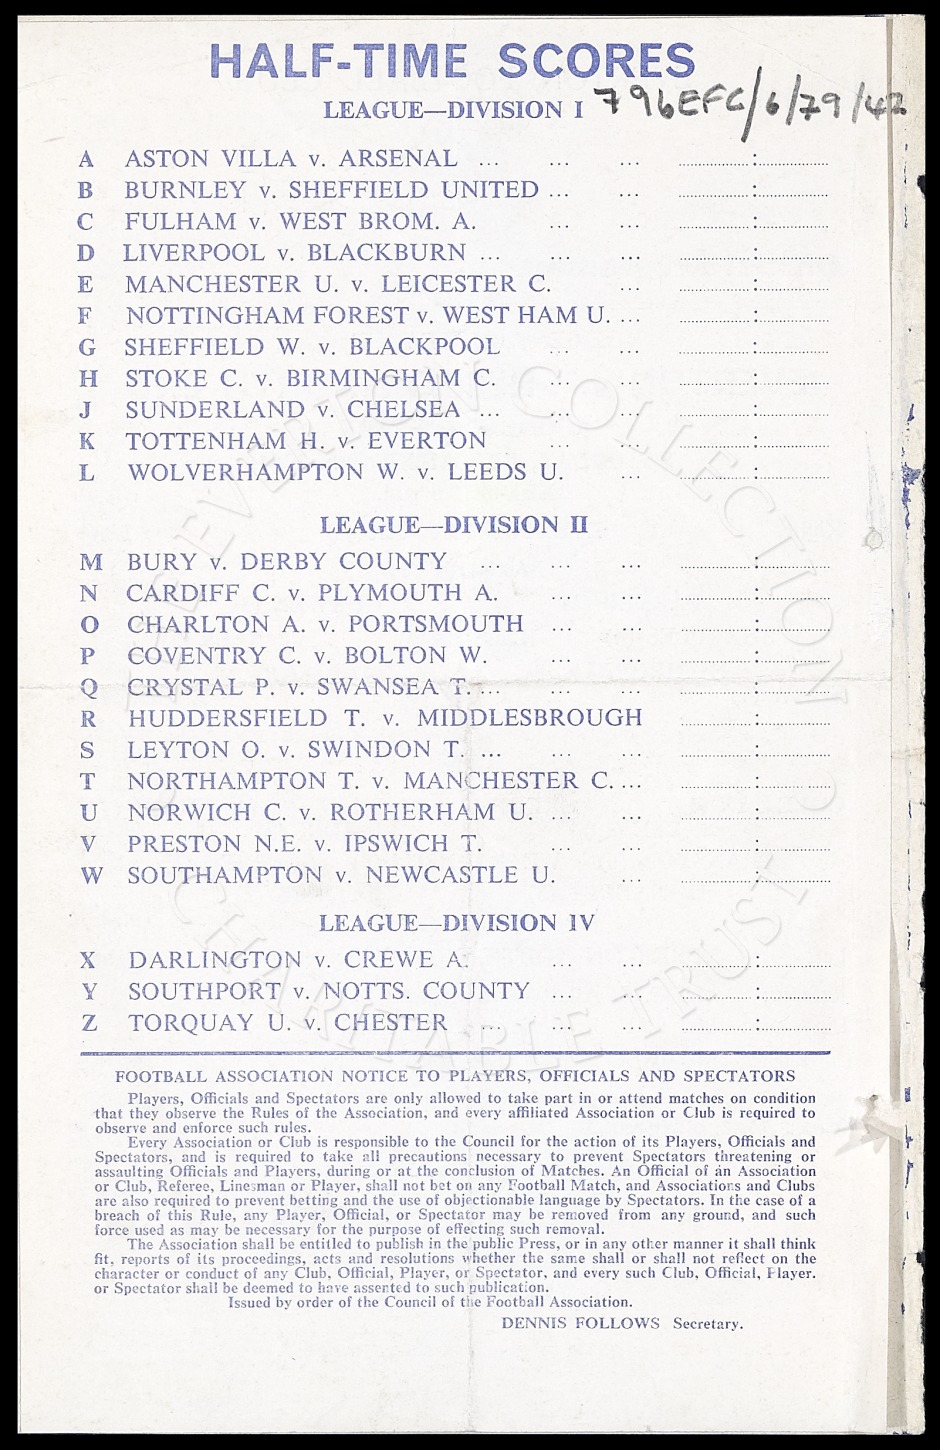 HALF-TIME SCORES
LEAGUE—DIVISION I 796EFC/6/79/42
A ASTON VILLA v. ARSENAL ... ... ... :
B BURNLEY v. SHEFFIELD UNITED ... ... :
C FULHAM v. WEST BROM. A. ... ... :
D LIVERPOOL v. BLACKBURN ... ... ... :
E MANCHESTER U. v. LEICESTER C. ... :
F NOTTINGHAM FOREST v. WEST HAM U. ... :
G SHEFFIELD W. v. BLACKPOOL ... ... :
H STOKE C. v. BIRMINGHAM C. ... ... :
J SUNDERLAND v. CHELSEA ... ... ... :
K TOTTENHAM H. v. EVERTON ... ... :
L WOLVERHAMPTON W. v. LEEDS U. ... :
LEAGUE—DIVISION II
M BURY v. DERBY COUNTY ... ... ... :
N CARDIFF C. v. PLYMOUTH A. ... ... :
O CHARLTON A. v. PORTSMOUTH ... ... :
P COVENTRY C. v. BOLTON W. ... ... :
Q CRYSTAL P. v. SWANSEA T. ... ... ... :
R HUDDERSFIELD T. v. MIDDLESBROUGH :
S LEYTON O. v. SWINDON T. ... ... ... :
T NORTHAMPTON T. v. MANCHESTER C. ... :
U NORWICH C. v. ROTHERHAM U. ... ... :
V PRESTON N.E. v. IPSWICH T. ... ... :
W SOUTHAMPTON v. NEWCASTLE U. ... :
LEAGUE—DIVISION IV
X DARLINGTON v. CREWE A. ... ... :
Y SOUTHPORT v. NOTTS. COUNTY ... ... :
Z TORQUAY U. v. CHESTER ... ... ... :
FOOTBALL ASSOCIATION NOTICE TO PLAYERS, OFFICIALS AND SPECTATORS
Players, Officials and Spectators are only allowed to take part in or attend matches on condition
that they observe the Rules of the Association, and every affiliated Association or Club is required to
observe and enforce such rules.
Every Association or Club is responsible to the Council for the action of its Players, Officials and
Spectators, and is required to take all precautions necessary to prevent Spectators threatening or
assaulting Officials and Players, during or at the conclusion of Matches. An Official of an Association
or Club, Referee, Linesman or Player, shall not bet on any Football Match, and Associations and Clubs
are also required to prevent betting and the use of objectionable language by Spectators. In the case of a
breach of this Rule, any Player, Official, or Spectator may be removed from any ground, and such
force used as may be necessary for the purpose of effecting such removal.
The Association shall be entitled to publish in the public Press, or in any other manner it shall think
fit, reports of its proceedings, acts and resolutions whether the same shall or shall not reflect on the
character or conduct of any Club, Official, Player, or Spectator, and every such Club, Official, Player.
or Spectator shall be deemed to have assented to such publication.
Issued by order of the Council of the Football Association.
DENNIS FOLLOWS Secretary.
THE EVERTON COLLECTION ©
CHARITABLE TRUST